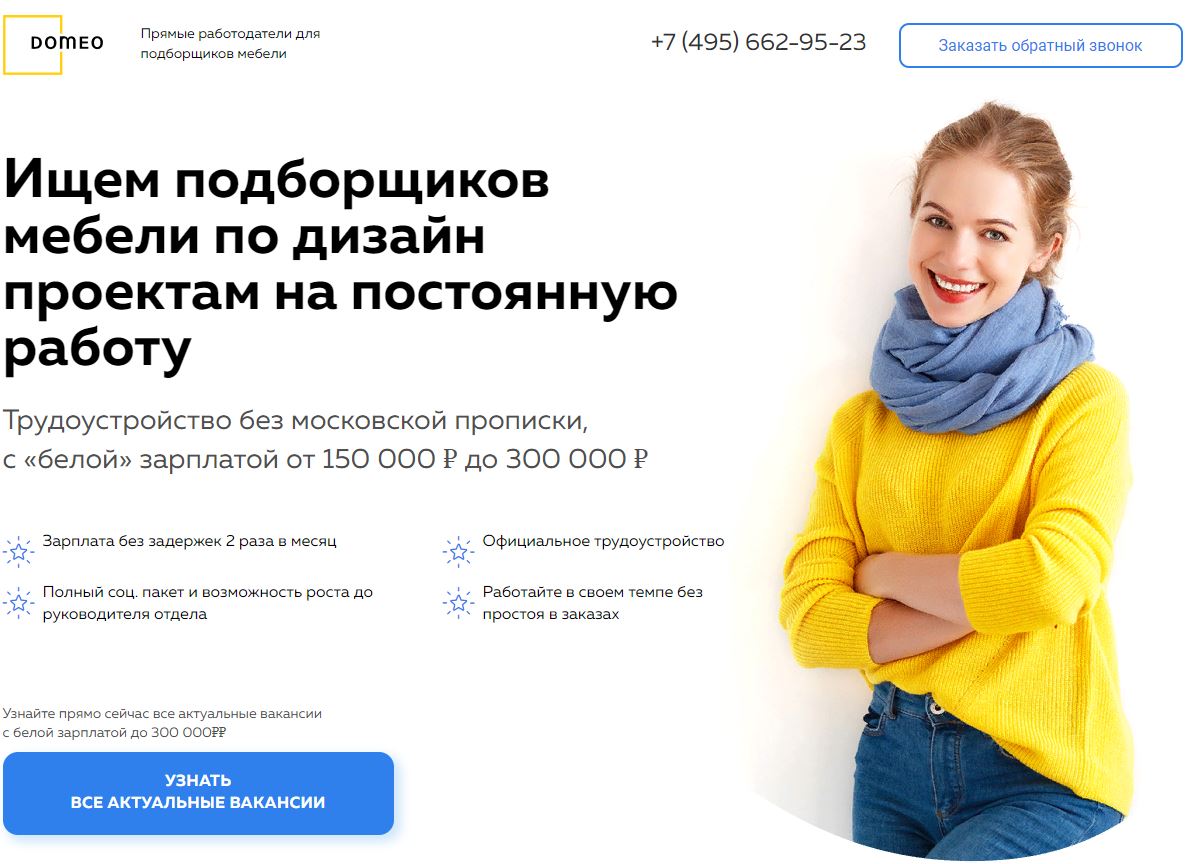 DOMEO
Прямые работодатели для
подборщиков мебели
+7 (495) 662-95-23
Заказать обратный звонок
Ищем подборщиков
мебели по дизайн
проектам на постоянную
работу
Трудоустройство без московской прописки,
с «белой» зарплатой от 150 000 ₽ до 300 000 ₽
Зарплата без задержек 2 раза в месяц
Официальное трудоустройство
Полный соц. пакет и возможность роста до
руководителя отдела
Работайте в своем темпе без
простоя в заказах
Узнайте прямо сейчас все актуальные вакансии
с белой зарплатой до 300 000₽₽
УЗНАТЬ
ВСЕ АКТУАЛЬНЫЕ ВАКАНСИИ